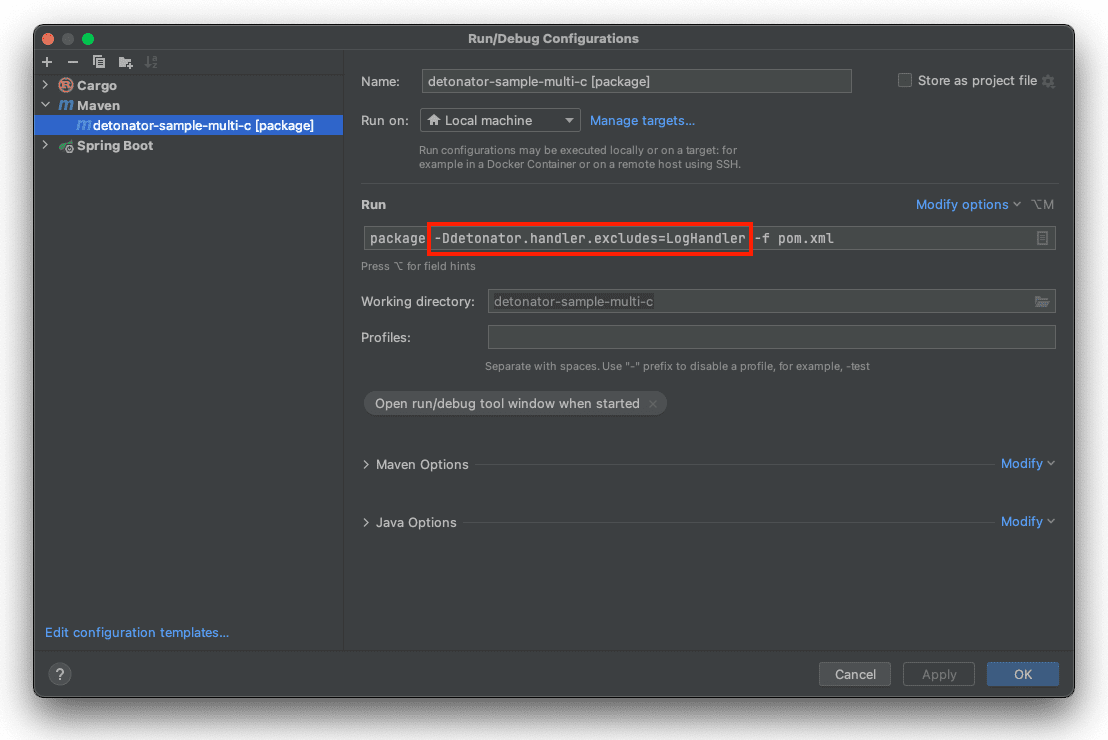 Run/Debug Configurations
Cargo
Maven
detonator-sample-multi-c [package]
Spring Boot
Edit configuration templates...
Name: detonator-sample-multi-c [package] Store as project file
Run on: Local machine Manage targets...
Run configurations may be executed locally or on a target: for
example in a Docker Container or on a remote host using SSH.
Run Modify options ⌥M
package -Ddetonator.handler.excludes=LogHandler -f pom.xml
Press ⌥ for field hints
Working directory: detonator-sample-multi-c
Profiles:
Separate with spaces. Use "-" prefix to disable a profile, for example, -test
Open run/debug tool window when started
Maven Options Modify
Java Options Modify
? Cancel Apply OK